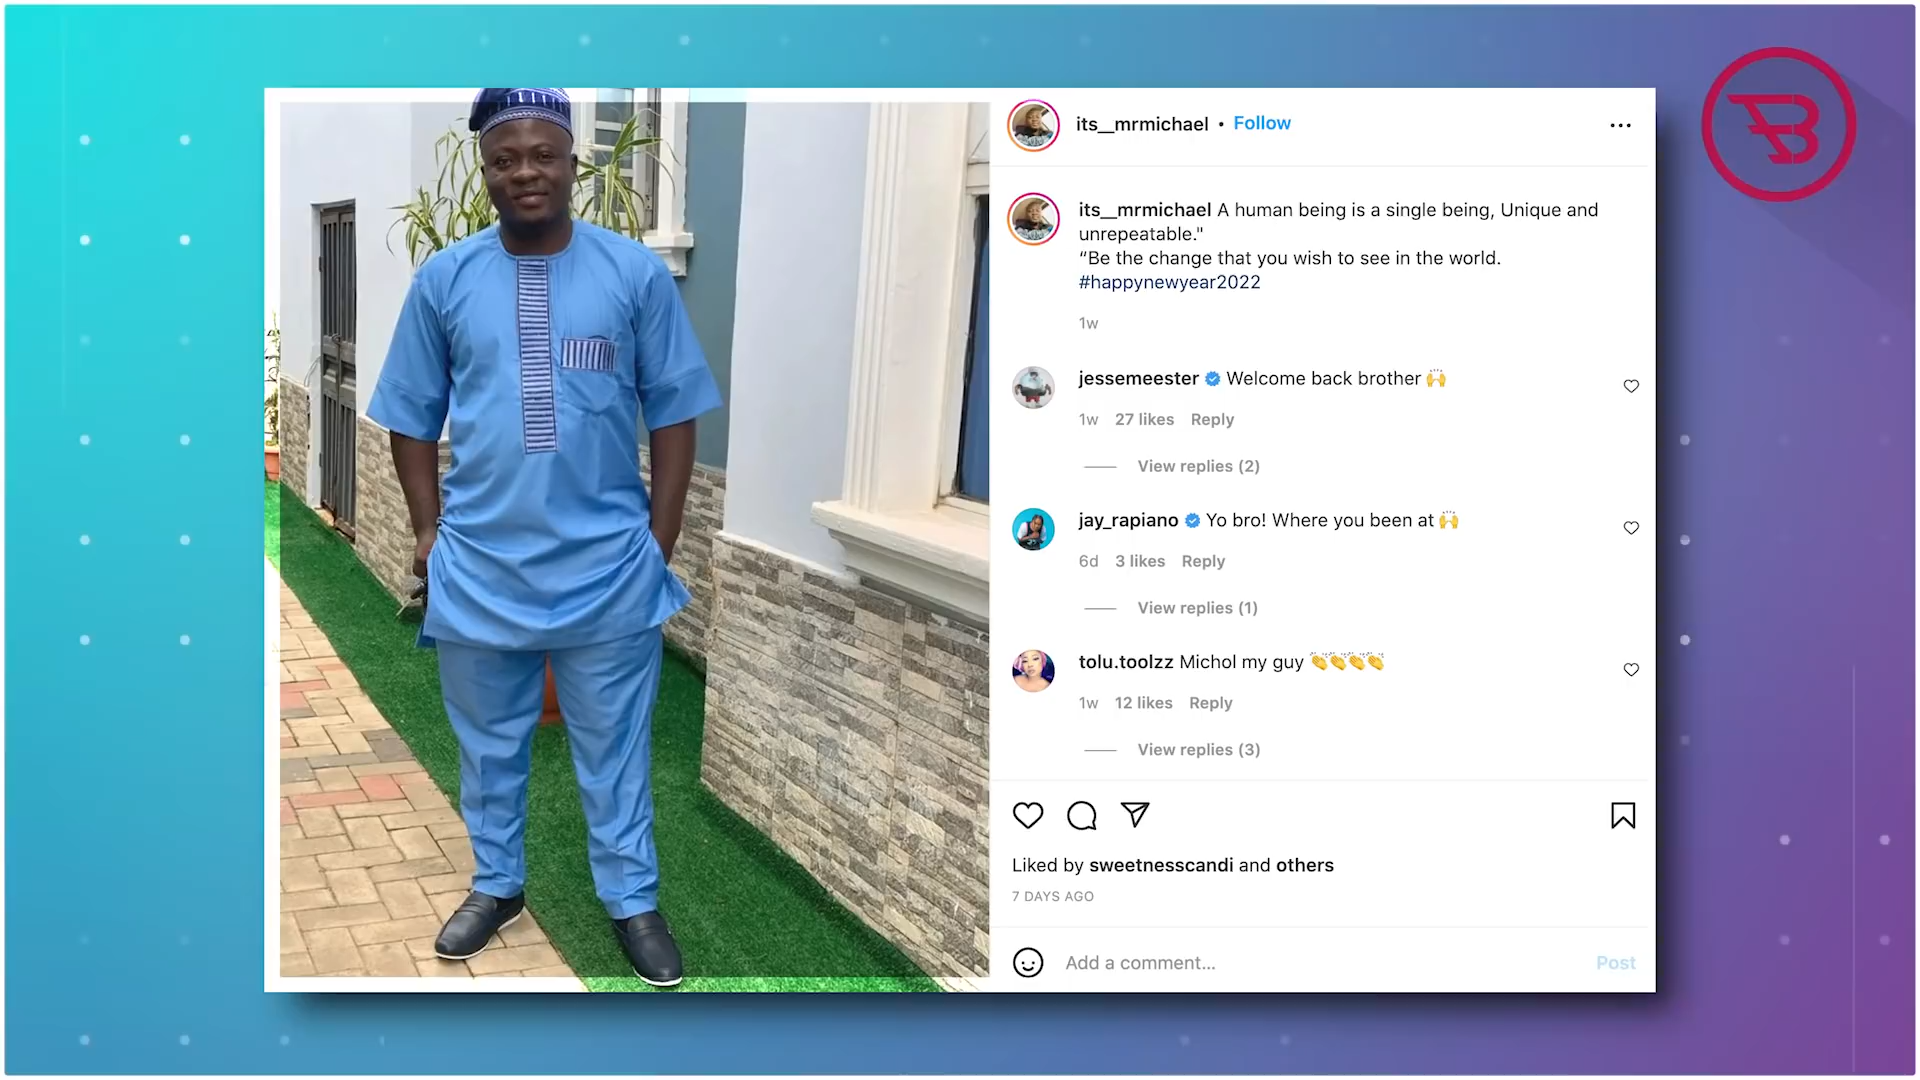 its__mrmichael • Follow
its__mrmichael A human being is a single being, Unique and
unrepeatable."
“Be the change that you wish to see in the world.
#happynewyear2022
1w
jessemeester Welcome back brother 🙌
1w 27 likes Reply
View replies (2)
jay_rapiano Yo bro! Where you been at 🙌
6d 3 likes Reply
View replies (1)
tolu.toolzz Michol my guy 👏👏👏👏
1w 12 likes Reply
View replies (3)
Liked by sweetnesscandi and others
7 DAYS AGO
Add a comment...
Post